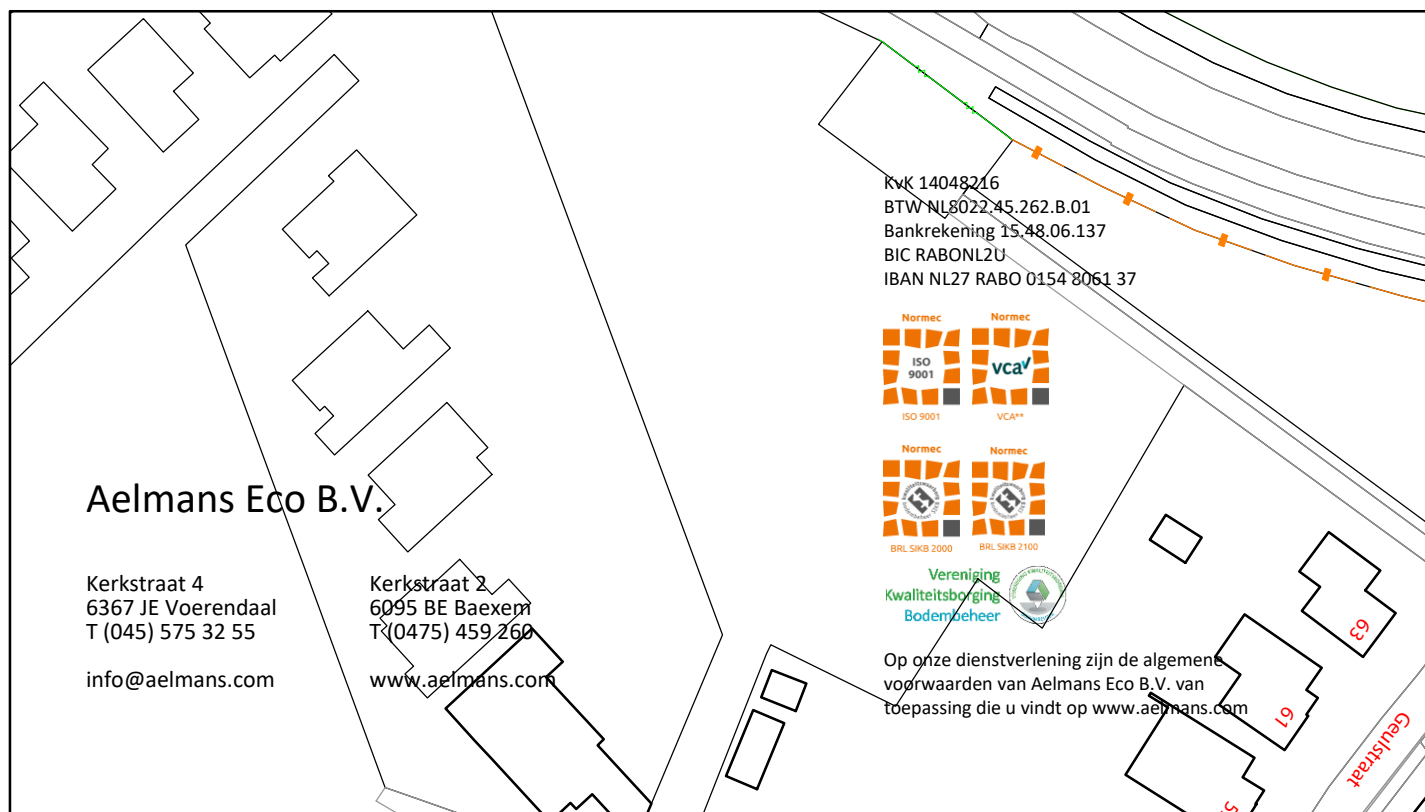 KvK 14048216
BTW NL8022.45.262.B.01
Bankrekening 15.48.06.137
BIC RABONL2U
IBAN NL27 RABO 0154 8061 37
Normec
ISO
9001
ISO 9001
Normec
vca
VCA**
Normec
BRL SIKB 2000
Normec
BRL SIKB 2100
Vereniging
Kwaliteitsborging
Bodembeheer
Op onze dienstverlening zijn de algemene
voorwaarden van Aelmans Eco B.V. van
toepassing die u vindt op www.aelmans.com
Aelmans Eco B.V.
Kerkstraat 4
6367 JE Voerendaal
T (045) 575 32 55
info@aelmans.com
Kerkstraat 2
6095 BE Baexem
T (0475) 459 260
www.aelmans.com
63
61
Geulstraat